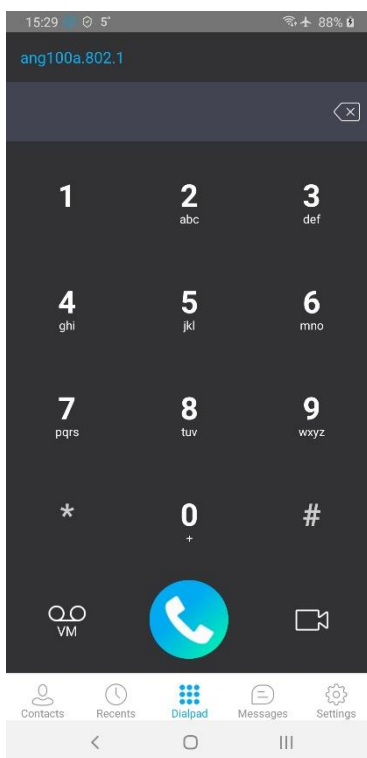 15:29 5° 88%
ang100a.802.1
1 2 3
abc def
4 5 6
ghi jkl mno
7 8 9
pqrs tuv wxyz
* 0 #
+
VM
Contacts Recents Dialpad Messages Settings